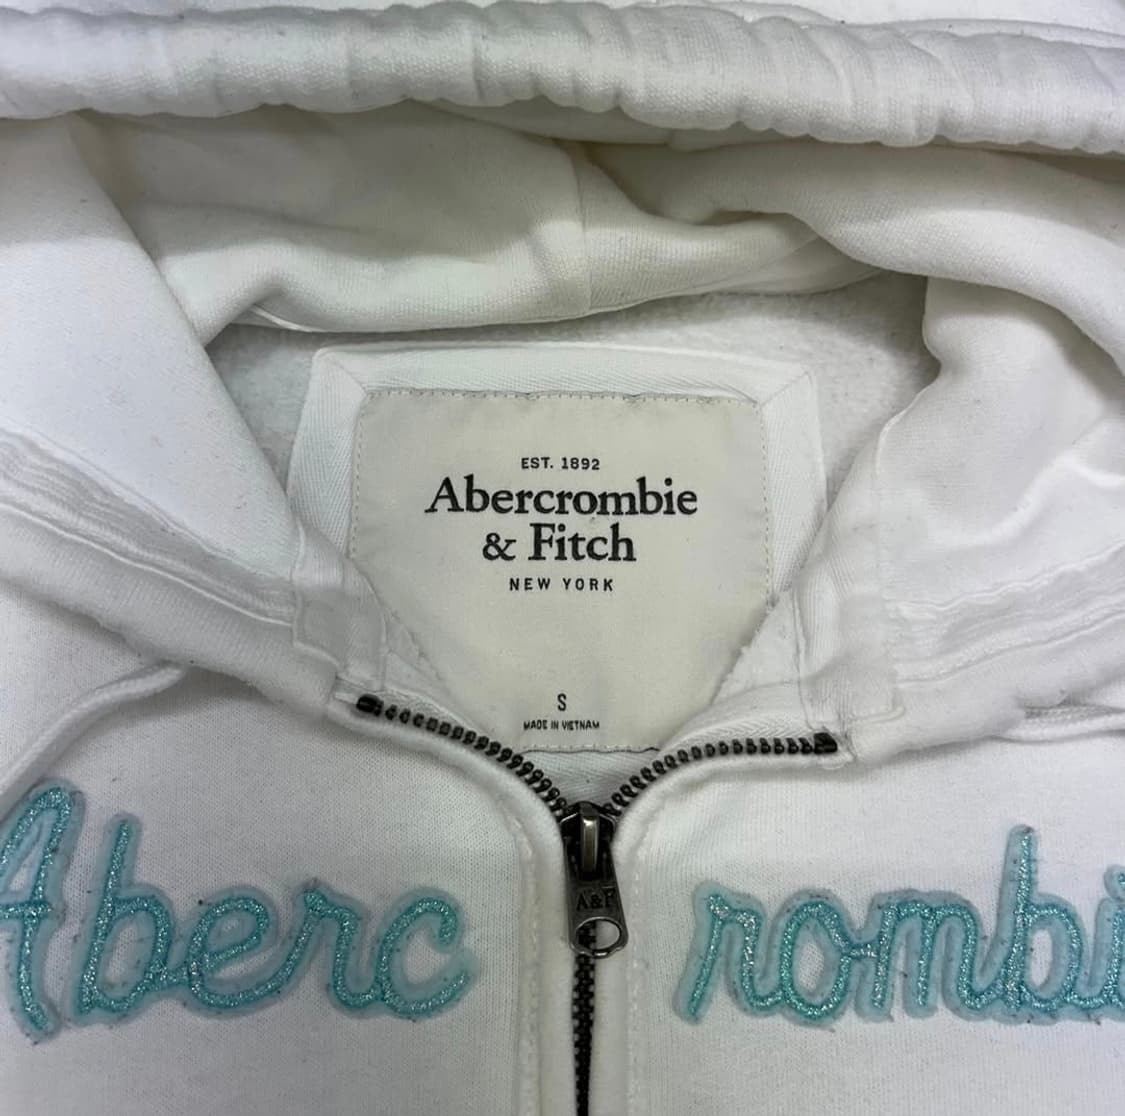 EST. 1892
Abercrombie
& Fitch
NEW YORK
S
MADE IN VIETNAM
A&F
Aberc rombi